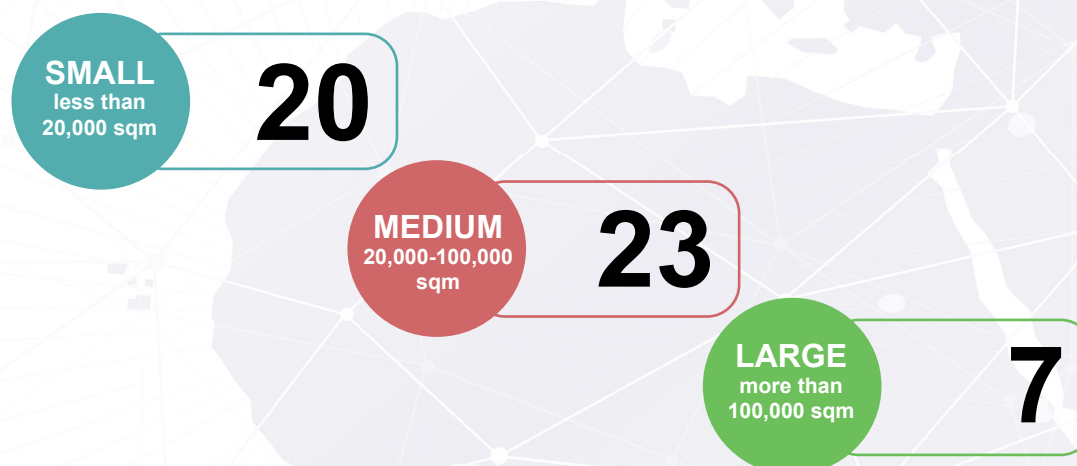 SMALL
less than
20,000 sqm
20
MEDIUM
20,000-100,000
sqm
23
LARGE
more than
100,000 sqm
7